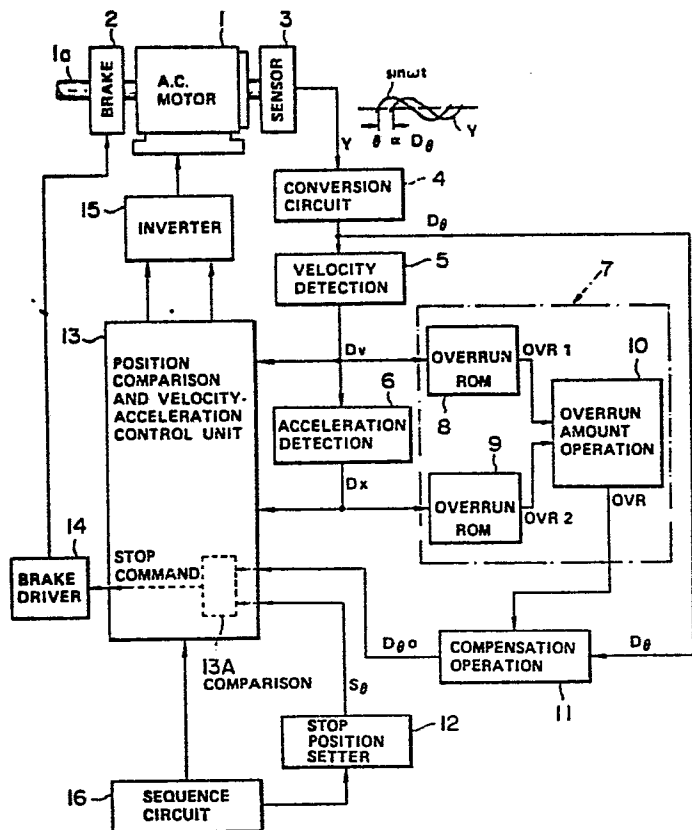 2
1
3
1a
BRAKE
A.C.
MOTOR
SENSOR
sinωt
Y
Y
θ ∝ Dθ
CONVERSION
CIRCUIT
4
15
INVERTER
Dθ
5
VELOCITY
DETECTION
7
13
POSITION
COMPARISON
AND VELOCITY-
ACCELERATION
CONTROL UNIT
Dv
OVERRUN
ROM
OVR 1
8
10
OVERRUN
AMOUNT
OPERATION
6
ACCELERATION
DETECTION
9
Dx
OVERRUN
ROM
OVR 2
OVR
14
BRAKE
DRIVER
STOP
COMMAND
13A
COMPARISON
Dθa
COMPENSATION
OPERATION
Dθ
11
Sθ
STOP
POSITION
SETTER
12
16
SEQUENCE
CIRCUIT